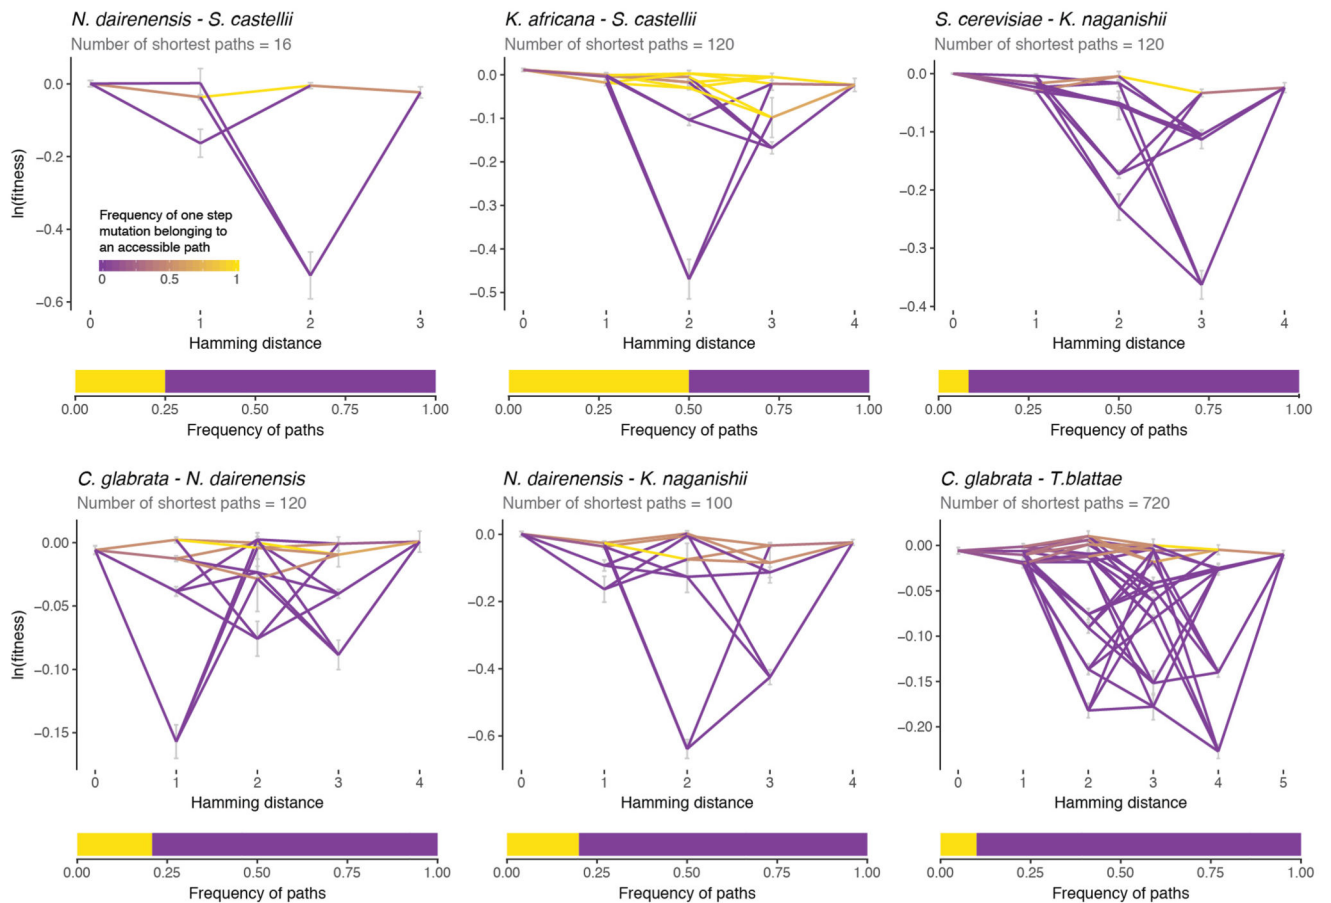 N. dairenensis - S. castellii
Number of shortest paths = 16
0.0
−0.2
−0.4
−0.6
ln(fitness)
Frequency of one step
mutation belonging to
an accessible path
0 0.5 1
0 1 2 3
Hamming distance
0.00 0.25 0.50 0.75 1.00
Frequency of paths
K. africana - S. castellii
Number of shortest paths = 120
0.0
−0.1
−0.2
−0.3
−0.4
−0.5
0 1 2 3 4
Hamming distance
0.00 0.25 0.50 0.75 1.00
Frequency of paths
S. cerevisiae - K. naganishii
Number of shortest paths = 120
0.0
−0.1
−0.2
−0.3
−0.4
0 1 2 3 4
Hamming distance
0.00 0.25 0.50 0.75 1.00
Frequency of paths
C. glabrata - N. dairenensis
Number of shortest paths = 120
0.00
−0.05
−0.10
−0.15
ln(fitness)
0 1 2 3 4
Hamming distance
0.00 0.25 0.50 0.75 1.00
Frequency of paths
N. dairenensis - K. naganishii
Number of shortest paths = 100
0.0
−0.2
−0.4
−0.6
0 1 2 3 4
Hamming distance
0.00 0.25 0.50 0.75 1.00
Frequency of paths
C. glabrata - T.blattae
Number of shortest paths = 720
0.00
−0.05
−0.10
−0.15
−0.20
0 1 2 3 4 5
Hamming distance
0.00 0.25 0.50 0.75 1.00
Frequency of paths